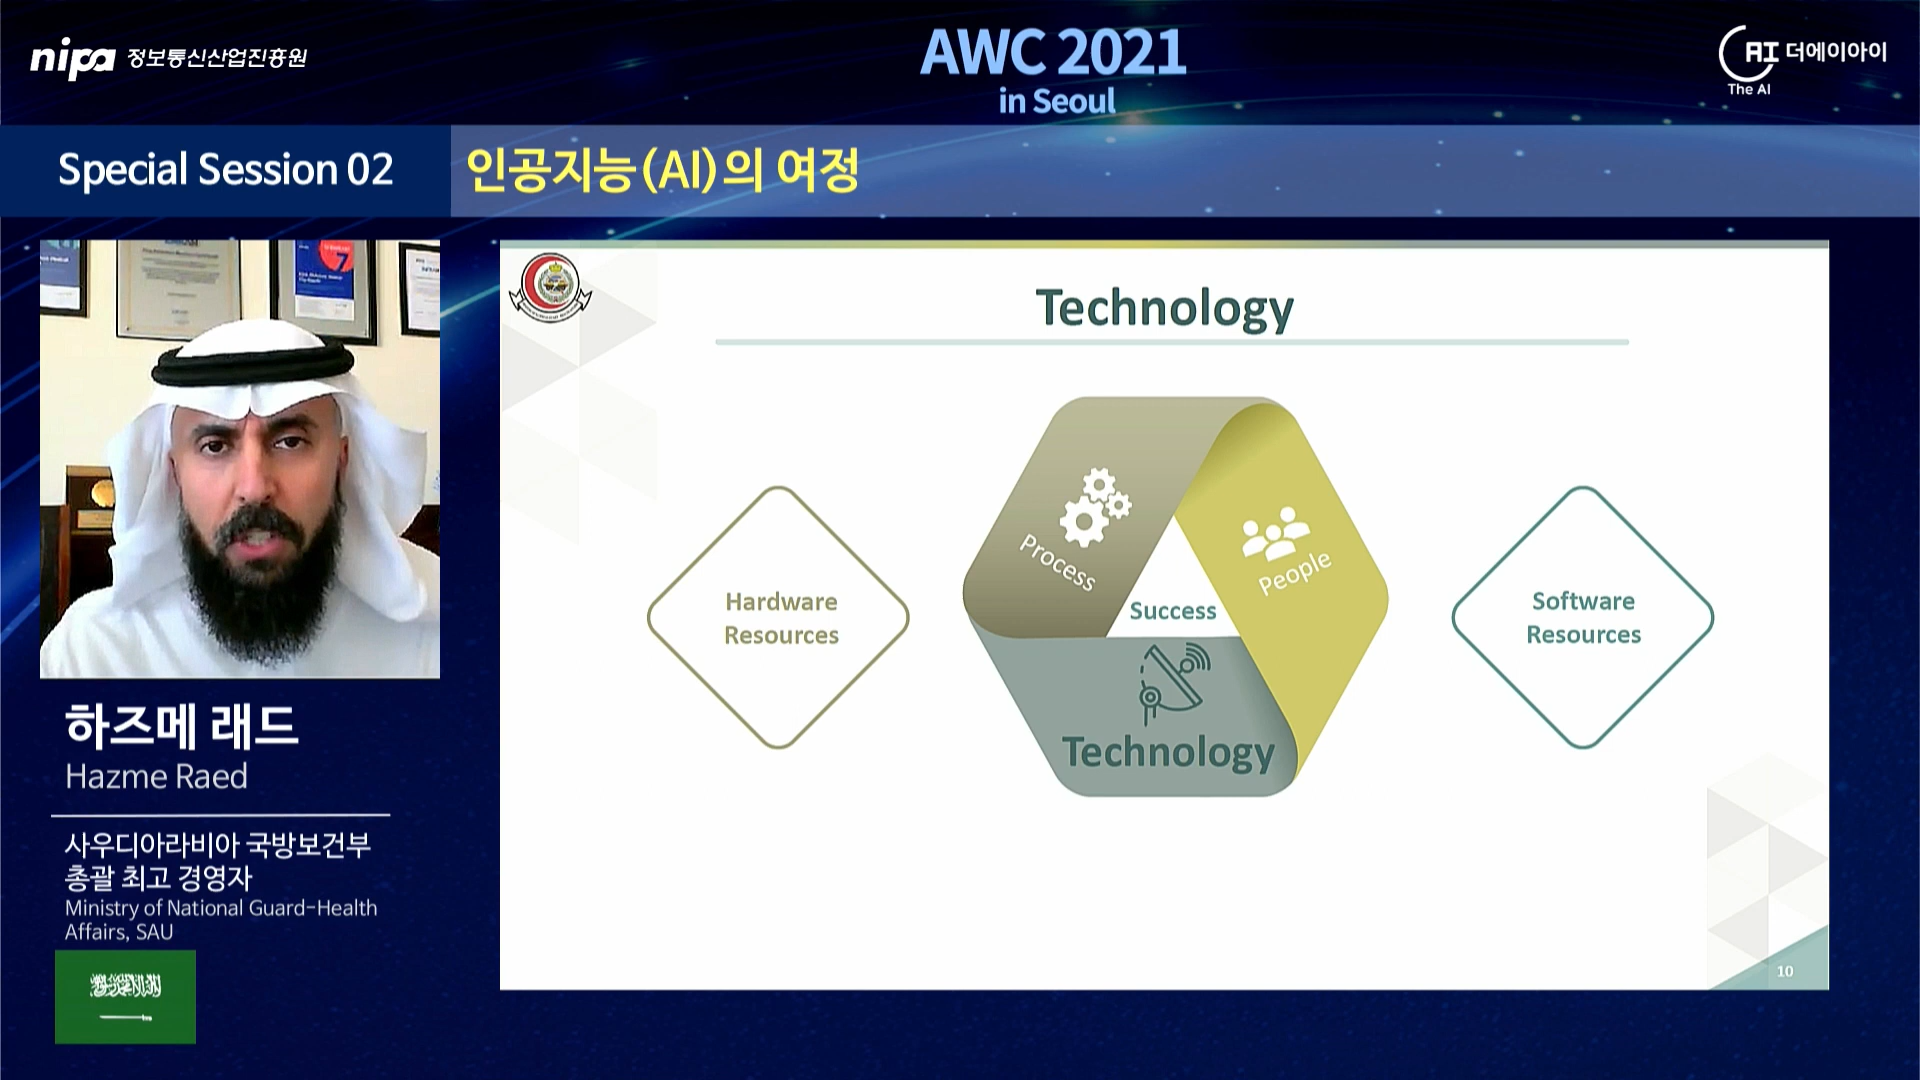 nipa 정보통신산업진흥원
AWC 2021
in Seoul
AI 더에이아이
The AI
Special Session 02
인공지능(AI)의 여정
Technology
Process
People
Success
Technology
Hardware
Resources
Software
Resources
10
하즈메 래드
Hazme Raed
사우디아라비아 국방보건부
총괄 최고 경영자
Ministry of National Guard-Health
Affairs, SAU